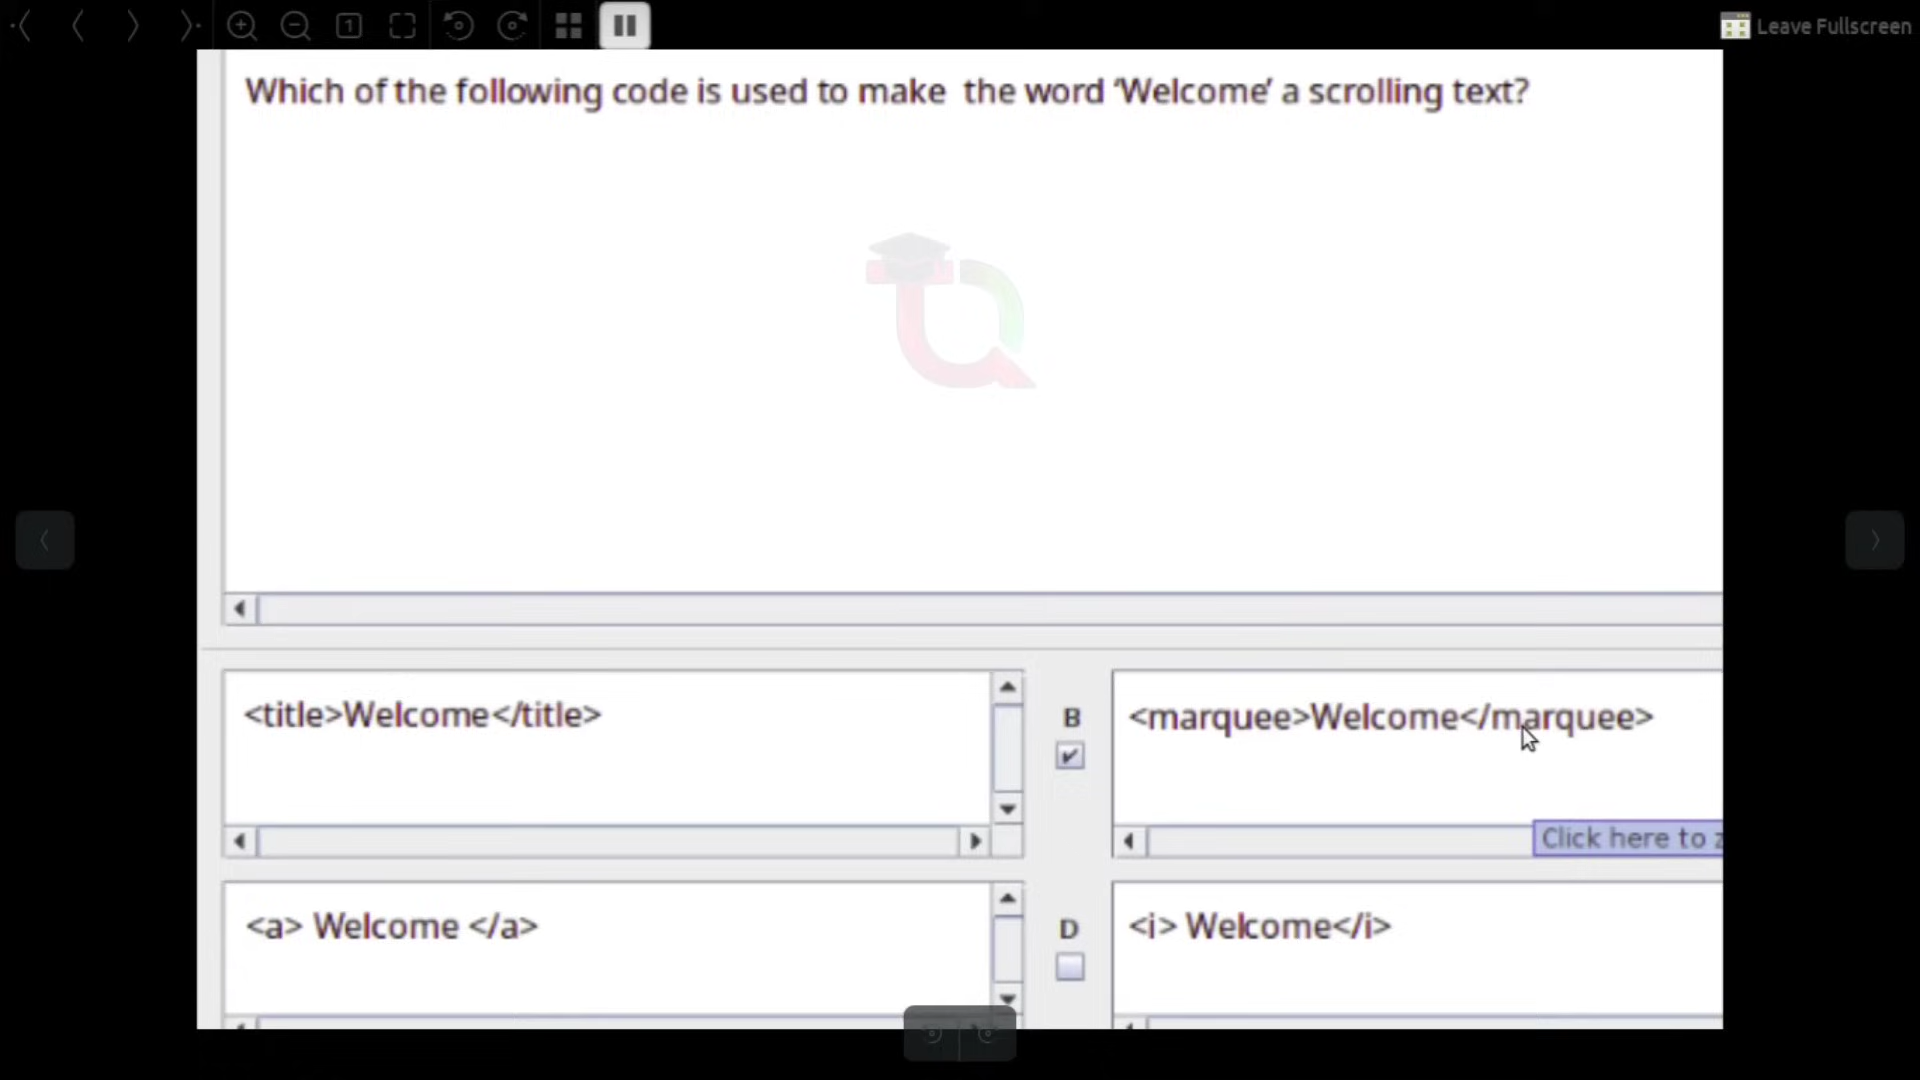 1
Leave Fullscreen
Which of the following code is used to make  the word ‘Welcome’ a scrolling text?
<title>Welcome</title>
B
<marquee>Welcome</marquee>
Click here to
<a> Welcome </a>
D
<i> Welcome</i>